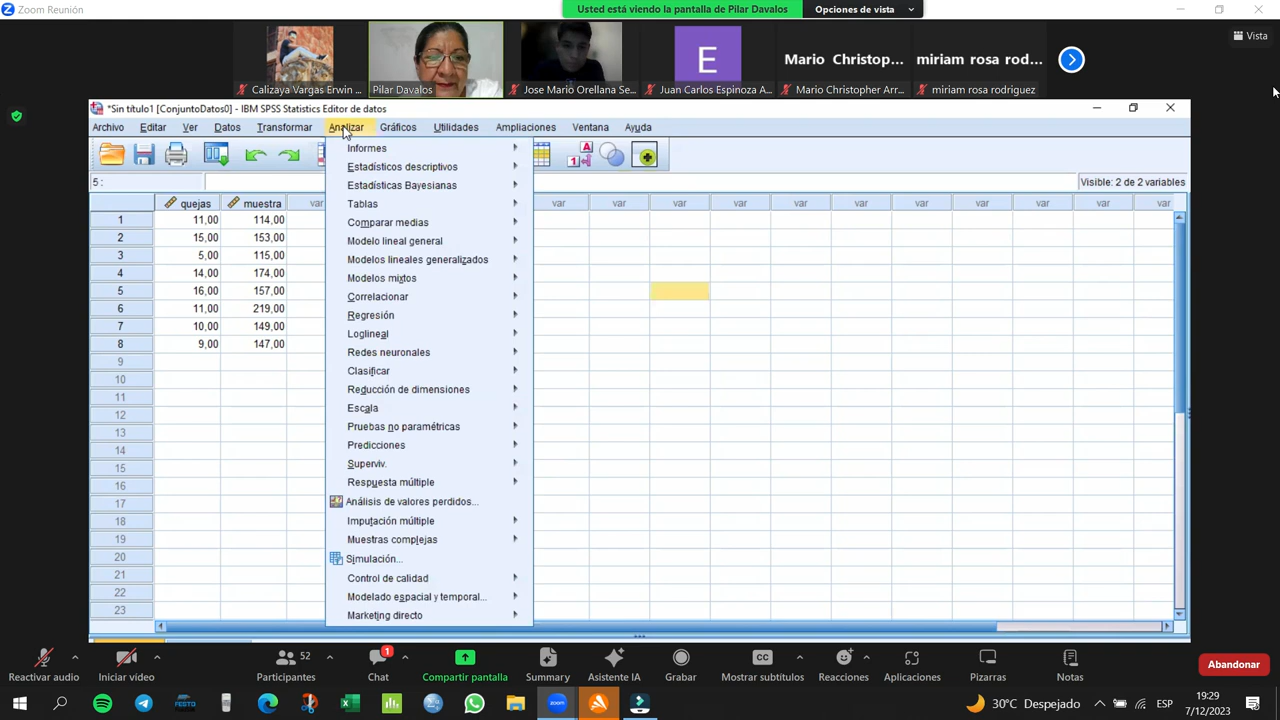 Zoom Reunión
Usted está viendo la pantalla de Pilar Davalos
Opciones de vista
Vista
Calizaya Vargas Erwin ...
Pilar Davalos
Jose Mario Orellana Se...
E
Juan Carlos Espinoza A...
Mario Christop...
Mario Christopher Arr...
miriam rosa rod...
miriam rosa rodriguez
*Sin título1 [ConjuntoDatos0] - IBM SPSS Statistics Editor de datos
Archivo Editar Ver Datos Transformar Analizar Gráficos Utilidades Ampliaciones Ventana Ayuda
5 :
Visible: 2 de 2 variables
quejas muestra var var var var var var var var var var var
1 11,00 114,00
2 15,00 153,00
3 5,00 115,00
4 14,00 174,00
5 16,00 157,00
6 11,00 219,00
7 10,00 149,00
8 9,00 147,00
9
10
11
12
13
14
15
16
17
18
19
20
21
22
23
Informes
Estadísticos descriptivos
Estadísticas Bayesianas
Tablas
Comparar medias
Modelo lineal general
Modelos lineales generalizados
Modelos mixtos
Correlacionar
Regresión
Loglineal
Redes neuronales
Clasificar
Reducción de dimensiones
Escala
Pruebas no paramétricas
Predicciones
Superviv.
Respuesta múltiple
Análisis de valores perdidos...
Imputación múltiple
Muestras complejas
Simulación...
Control de calidad
Modelado espacial y temporal...
Marketing directo
Reactivar audio
Iniciar video
52
Participantes
1
Chat
Compartir pantalla
Summary
Asistente IA
Grabar
CC
Mostrar subtítulos
Reacciones
Aplicaciones
Pizarras
Notas
Abandonar
30°C Despejado
ESP
19:29
7/12/2023